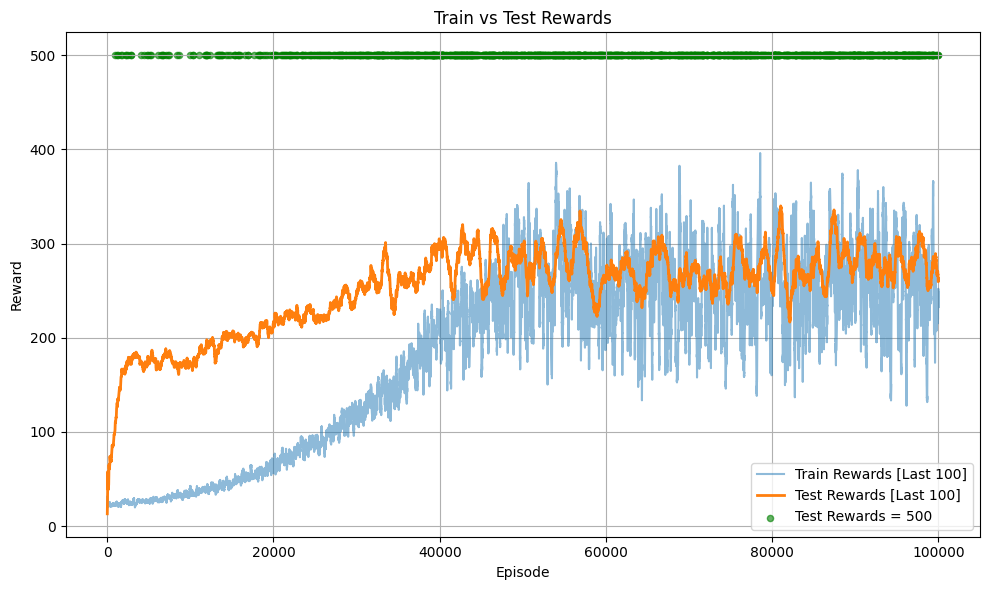 Train vs Test Rewards
Reward
500
400
300
200
100
0
0 20000 40000 60000 80000 100000
Episode
Train Rewards [Last 100]
Test Rewards [Last 100]
Test Rewards = 500